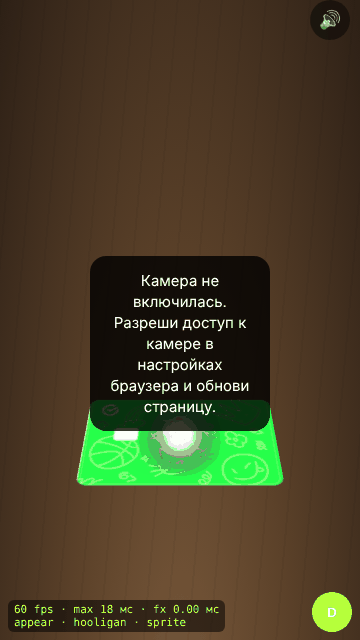 Камера не
включилась.
Разреши доступ к
камере в
настройках
браузера и обнови
страницу.
60 fps · max 18 мс · fx 0.00 мс
appear · hooligan · sprite
D